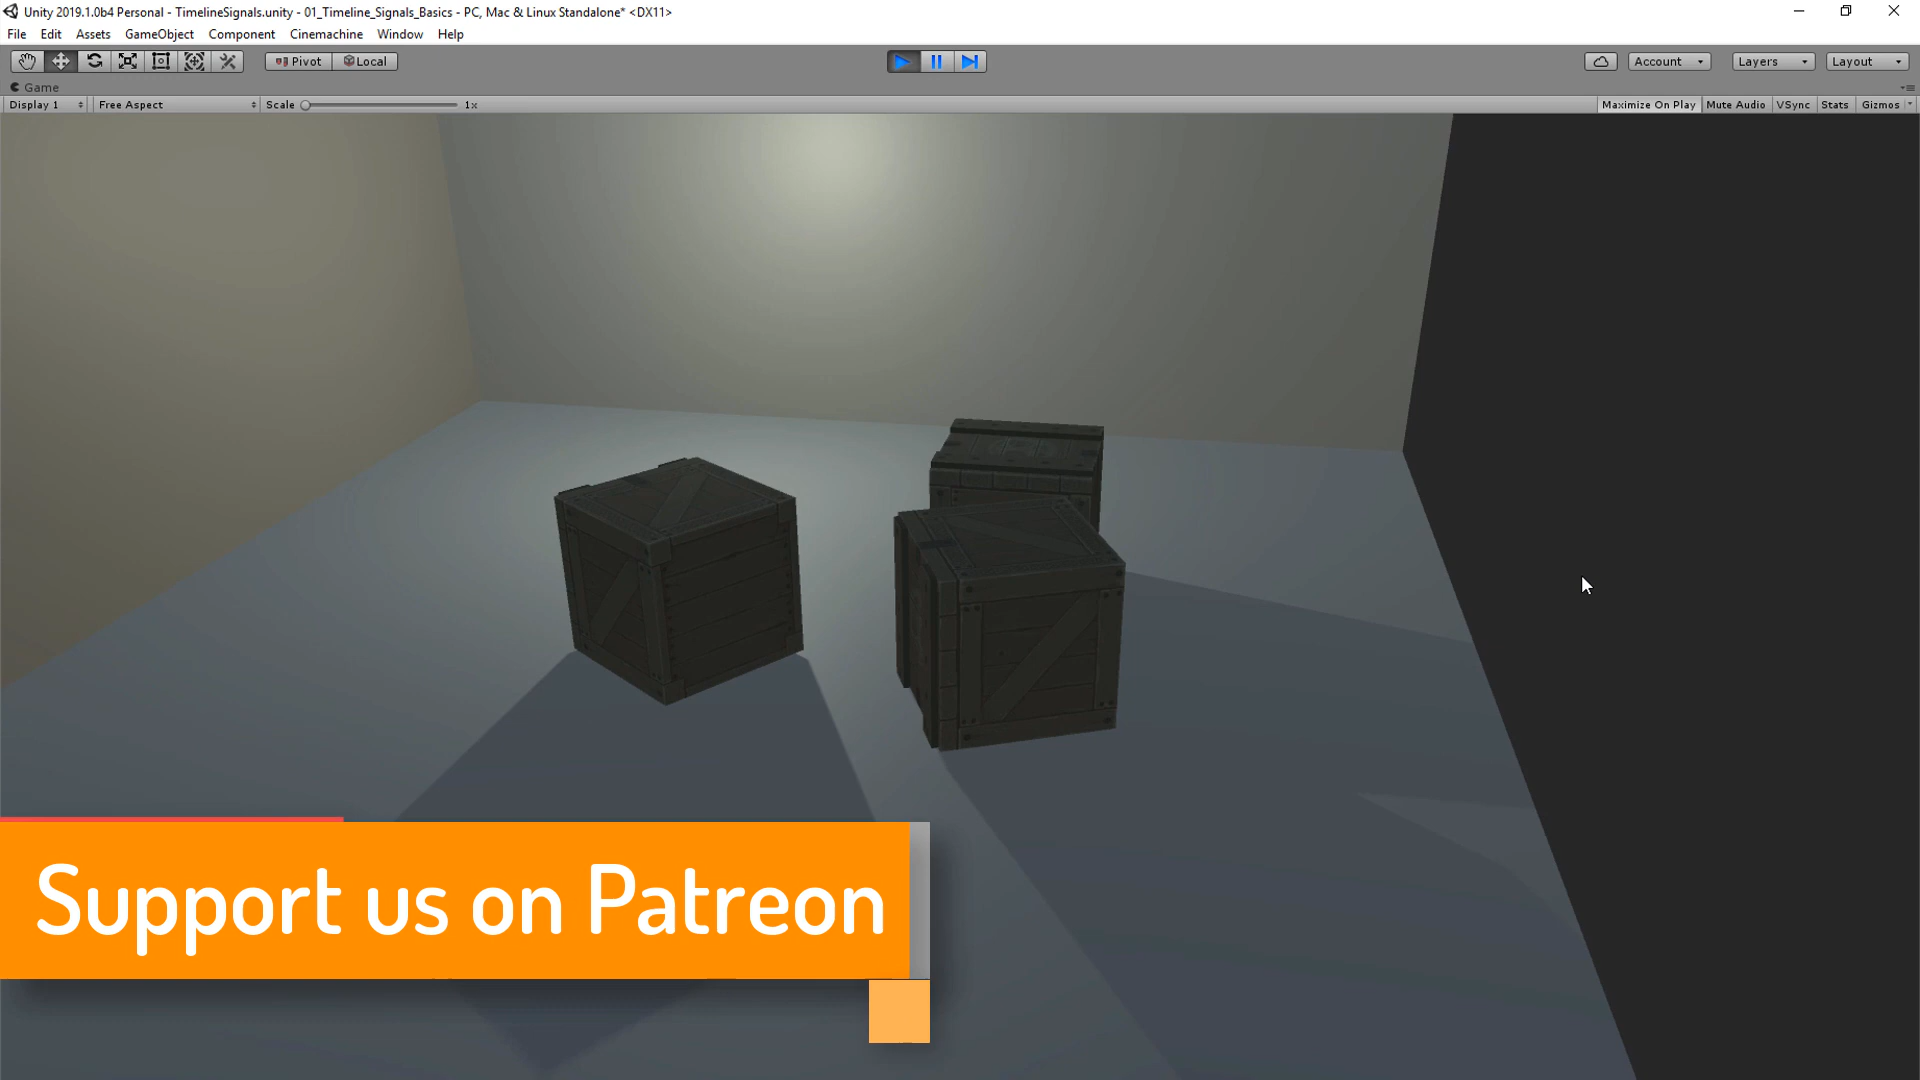 Unity 2019.1.0b4 Personal - TimelineSignals.unity - 01_Timeline_Signals_Basics - PC, Mac & Linux Standalone* <DX11>
File Edit Assets GameObject Component Cinemachine Window Help
Pivot Local Account Layers Layout
Game
Display 1 Free Aspect Scale 1x Maximize On Play Mute Audio VSync Stats Gizmos
Support us on Patreon